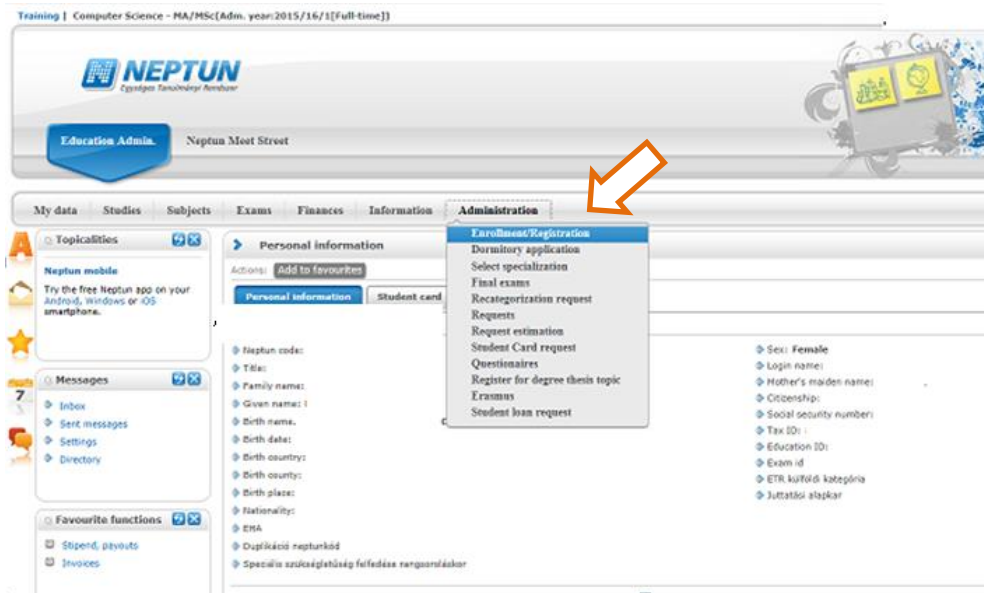 Training | Computer Science - MA/MSc(Adm. year:2015/16/1[Full-time])
NEPTUN
Egységes Tanulmányi Rendszer
Education Admin. Neptun Meet Street
My data Studies Subjects Exams Finances Information Administration
Topicalities
Neptun mobile
Try the free Neptun app on your
Android, Windows or iOS
smartphone.
Messages
7
Inbox
Sent messages
Settings
Directory
Favourite functions
Stipend, payouts
Invoices
Personal information
Actions: Add to favourites
Personal information Student card
Enrollment/Registration
Dormitory application
Select specialization
Final exams
Recategorization request
Requests
Request estimation
Student Card request
Questionaires
Register for degree thesis topic
Erasmus
Student loan request
Neptun code:
Title:
Family name:
Given name:
Birth name.
Birth date:
Birth country:
Birth county:
Birth place:
Nationality:
EHA
Duplikáció neptunkód
Speciális szükségletűség felfedése rangsoroláskor
Sex: Female
Login name:
Mother's maiden name:
Citizenship:
Social security number:
Tax ID:
Education ID:
Exam id
ETR külföldi kategória
Juttatási alapkar